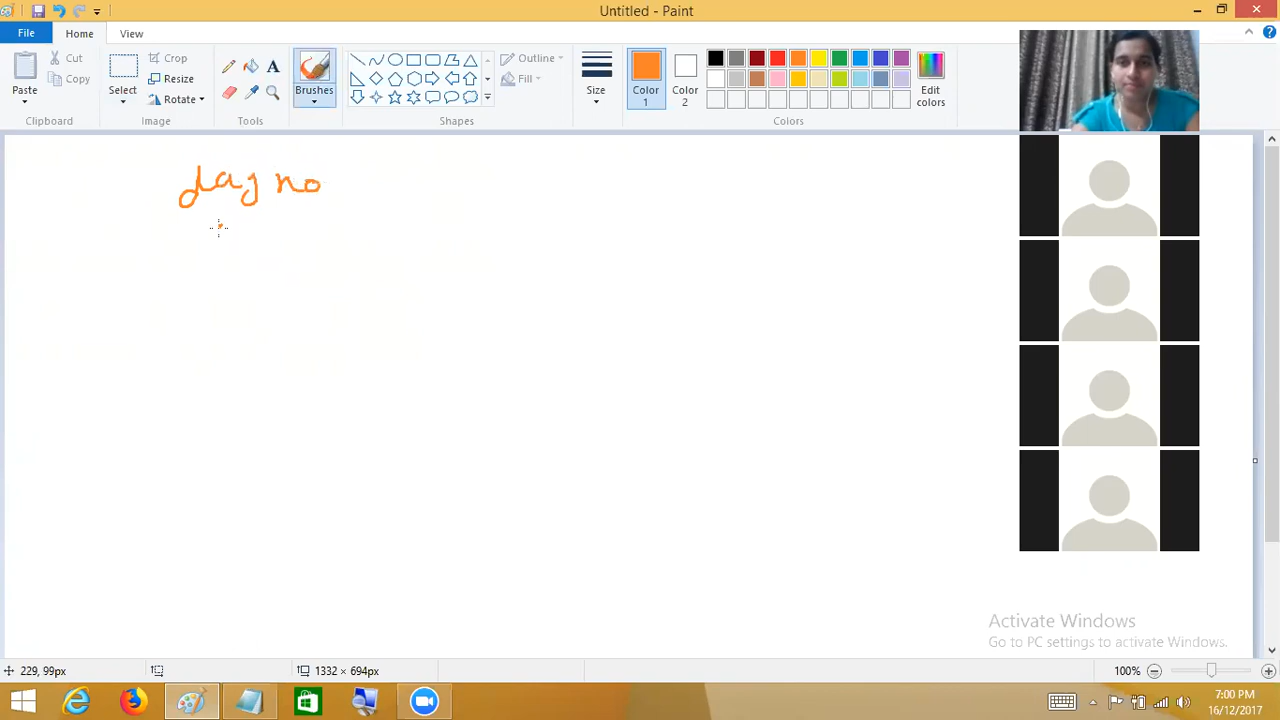 Untitled - Paint
File
Home
View
Paste
Cut
Copy
Clipboard
Select
Crop
Resize
Rotate
Image
Tools
Brushes
Shapes
Outline
Fill
Size
Color 1
Color 2
Edit colors
Colors
no
Activate Windows
Go to PC settings to activate Windows.
229, 99px
1332 × 694px
100%
7:00 PM
16/12/2017